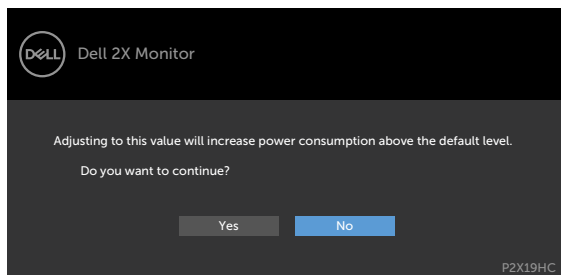 DELL
Dell 2X Monitor
Adjusting to this value will increase power consumption above the default level.
Do you want to continue?
Yes
No
P2X19HC